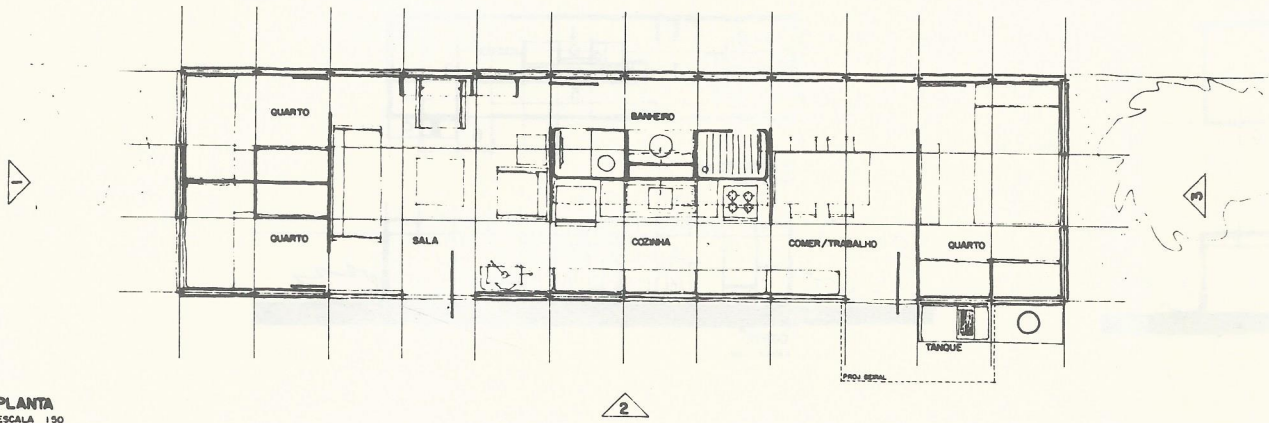 QUARTO
BANHEIRO
1
3
QUARTO
SALA
COZINHA
COMER/TRABALHO
QUARTO
TANQUE
PROJ. BEIRAL
2
PLANTA
ESCALA 1:50